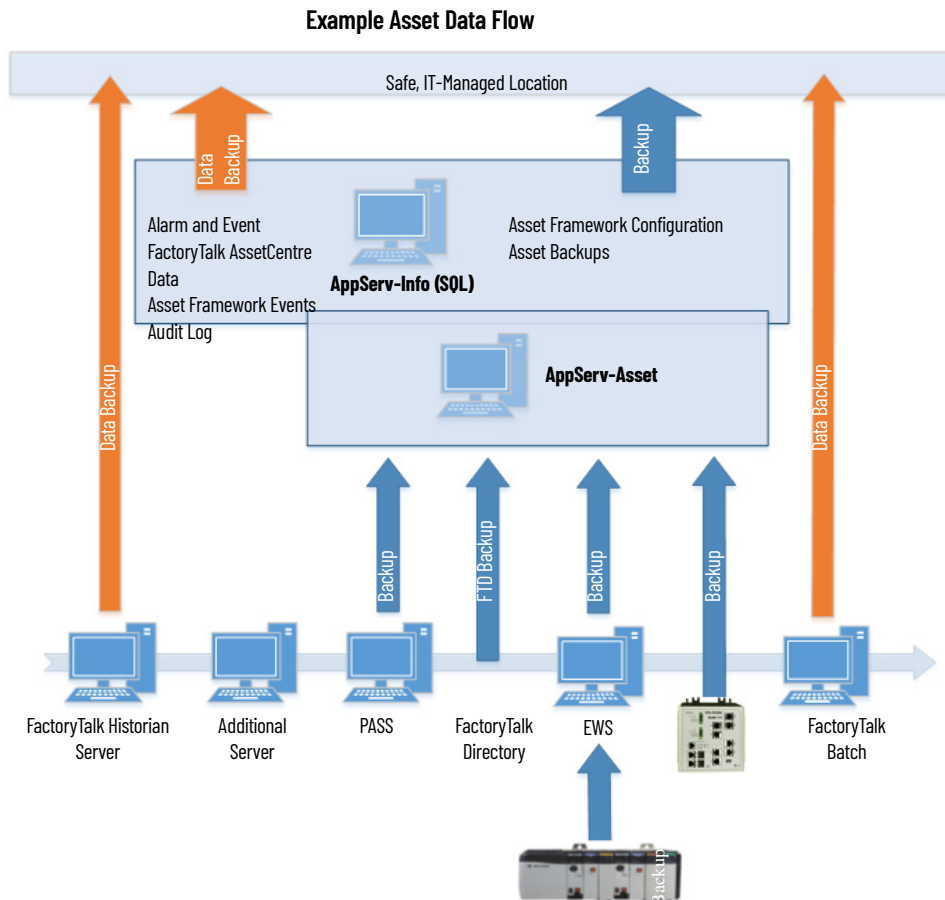 Example Asset Data Flow
Safe, IT-Managed Location
Data
Backup
Backup
Alarm and Event
FactoryTalk AssetCentre
Data
Asset Framework Events
Audit Log
AppServ-Info (SQL)
Asset Framework Configuration
Asset Backups
AppServ-Asset
Data Backup
Backup
FTD Backup
Backup
Backup
Data Backup
FactoryTalk Historian
Server
Additional
Server
PASS
FactoryTalk
Directory
EWS
FactoryTalk
Batch
Backup